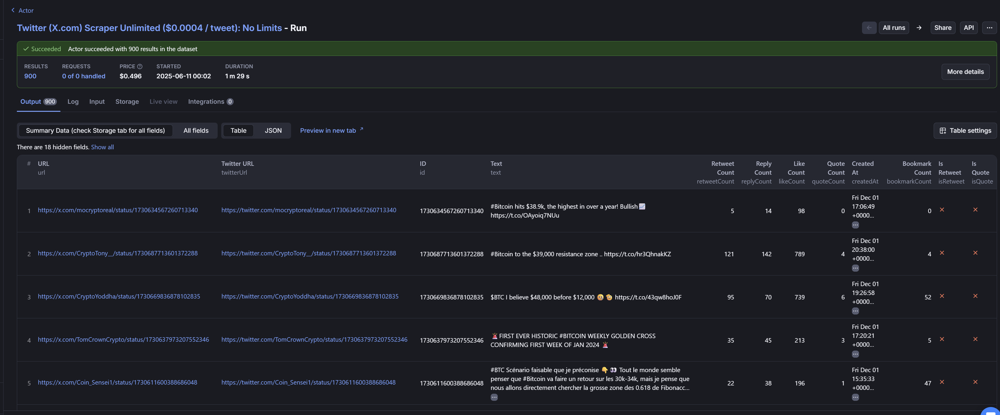 Actor
Twitter (X.com) Scraper Unlimited ($0.0004 / tweet): No Limits - Run
All runs
Share
API
Succeeded Actor succeeded with 900 results in the dataset
RESULTS REQUESTS PRICE STARTED DURATION
900 0 of 0 handled $0.496 2025-06-11 00:02 1 m 29 s
More details
Output 900 Log Input Storage Live view Integrations 0
Summary Data (check Storage tab for all fields) All fields Table JSON Preview in new tab ↗
Table settings
There are 18 hidden fields. Show all
# URL Twitter URL ID Text Retweet Count Reply Count Like Count Quote Count Created At Bookmark Count Is Retweet Is Quote
url twitterUrl id text retweetCount replyCount likeCount quoteCount createdAt bookmarkCount isRetweet isQuote
1 https://x.com/mocryptoreal/status/1730634567260713340 https://twitter.com/mocryptoreal/status/1730634567260713340 1730634567260713340 #Bitcoin hits $38.9k, the highest in over a year! Bullish📈
https://t.co/OAyoiq7NUu
5 14 98 0 Fri Dec 01
17:06:49
+0000...
0
2 https://x.com/CryptoTony__/status/1730687713601372288 https://twitter.com/CryptoTony__/status/1730687713601372288 1730687713601372288 #Bitcoin to the $39,000 resistance zone .. https://t.co/hr3QhnakKZ
121 142 789 4 Fri Dec 01
20:38:00
+0000...
4
3 https://x.com/CryptoYoddha/status/1730669836878102835 https://twitter.com/CryptoYoddha/status/1730669836878102835 1730669836878102835 $BTC I believe $48,000 before $12,000 https://t.co/43qw8hoJ0F
95 70 739 6 Fri Dec 01
19:26:58
+0000...
52
4 https://x.com/TomCrownCrypto/status/1730637973207552346 https://twitter.com/TomCrownCrypto/status/1730637973207552346 1730637973207552346 🚨FIRST EVER HISTORIC #BITCOIN WEEKLY GOLDEN CROSS
CONFIRMING FIRST WEEK OF JAN 2024 🚨
35 45 213 3 Fri Dec 01
17:20:21
+0000...
5
5 https://x.com/Coin_Sensei1/status/1730611600388686048 https://twitter.com/Coin_Sensei1/status/1730611600388686048 1730611600388686048 #BTC Scénario faisable que je préconise 👇 👀 Tout le monde semble
penser que #Bitcoin va faire un retour sur les 30k-34k, mais je pense que
nous allons directement chercher la grosse zone des 0.618 de Fibonacc...
22 38 196 1 Fri Dec 01
15:35:33
+0000...
47